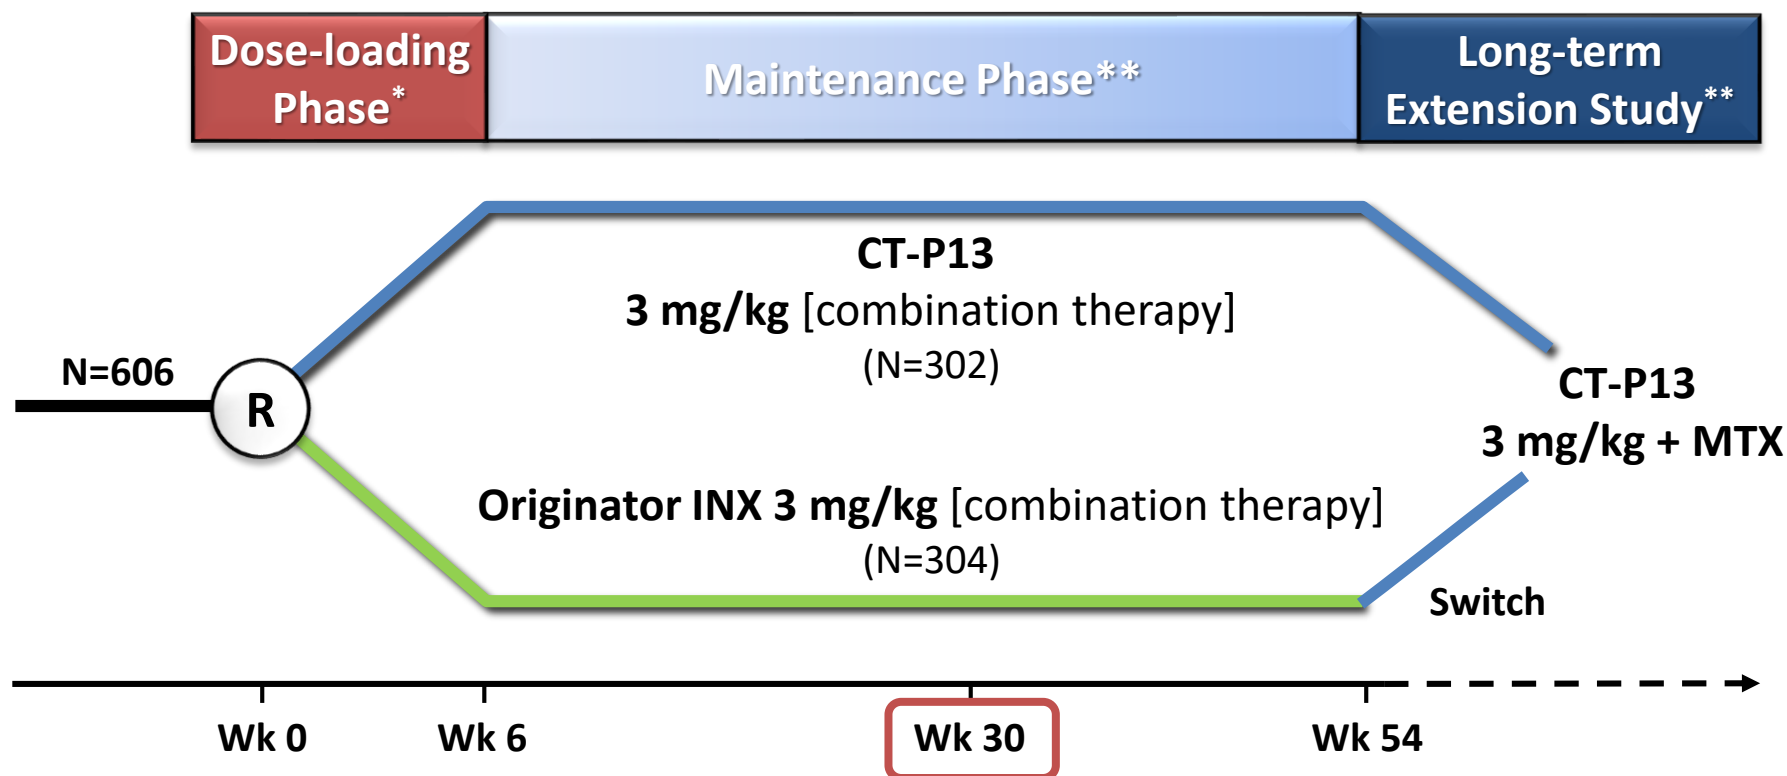 Dose-loading
Phase*
Maintenance Phase**
Long-term
Extension Study**
CT-P13
3 mg/kg [combination therapy]
(N=302)
N=606
R
CT-P13
3 mg/kg + MTX
Originator INX 3 mg/kg [combination therapy]
(N=304)
Switch
Wk 0
Wk 6
Wk 30
Wk 54